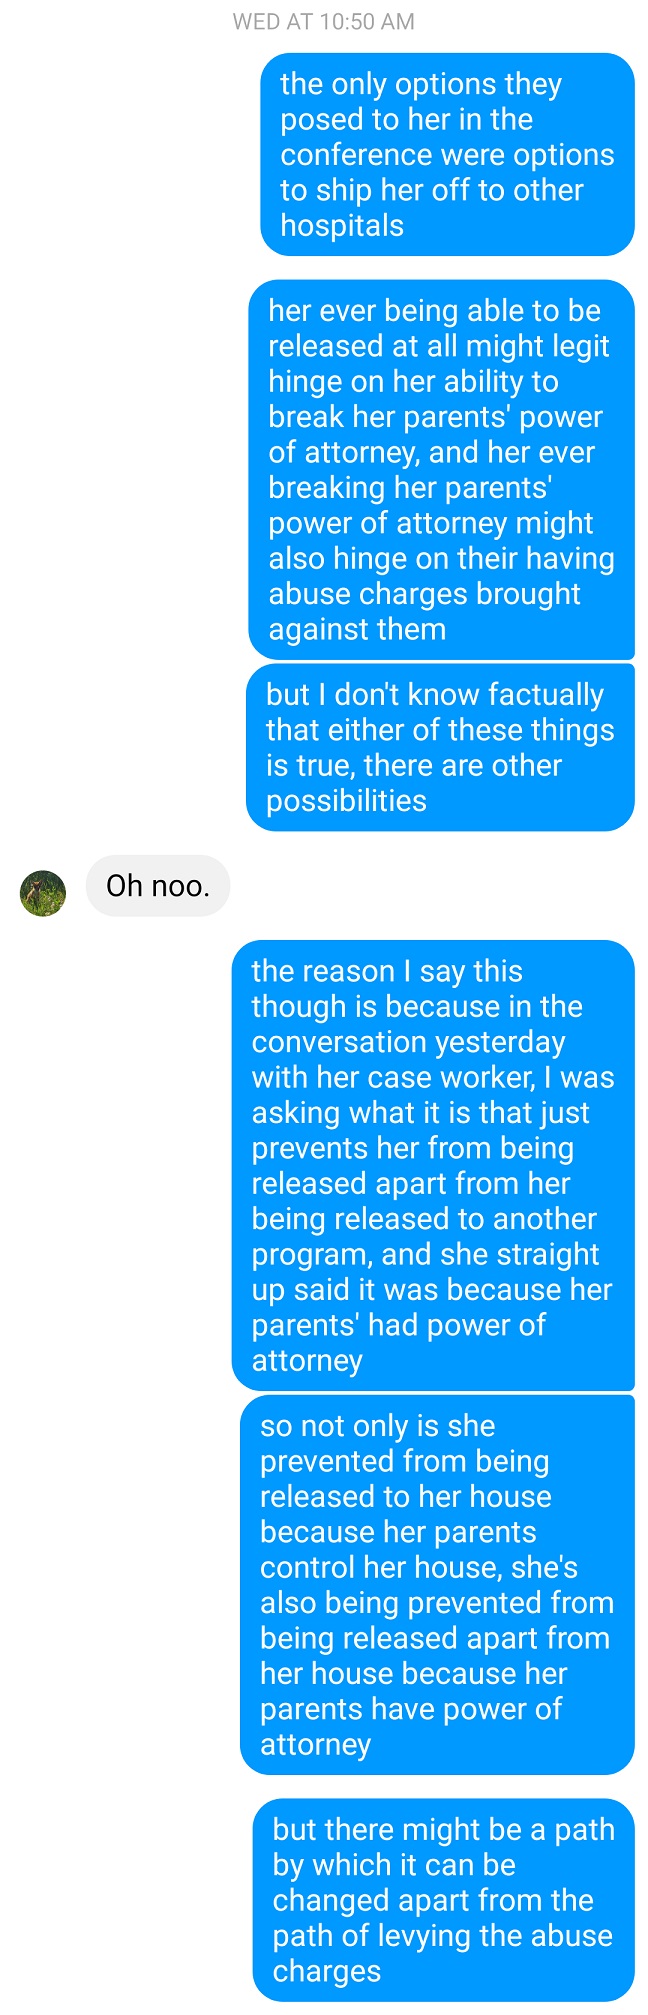 WED AT 10:50 AM
the only options they
posed to her in the
conference were options
to ship her off to other
hospitals
her ever being able to be
released at all might legit
hinge on her ability to
break her parents' power
of attorney, and her ever
breaking her parents'
power of attorney might
also hinge on their having
abuse charges brought
against them
but I don't know factually
that either of these things
is true, there are other
possibilities
Oh noo.
the reason I say this
though is because in the
conversation yesterday
with her case worker, I was
asking what it is that just
prevents her from being
released apart from her
being released to another
program, and she straight
up said it was because her
parents' had power of
attorney
so not only is she
prevented from being
released to her house
because her parents
control her house, she's
also being prevented from
being released apart from
her house because her
parents have power of
attorney
but there might be a path
by which it can be
changed apart from the
path of levying the abuse
charges